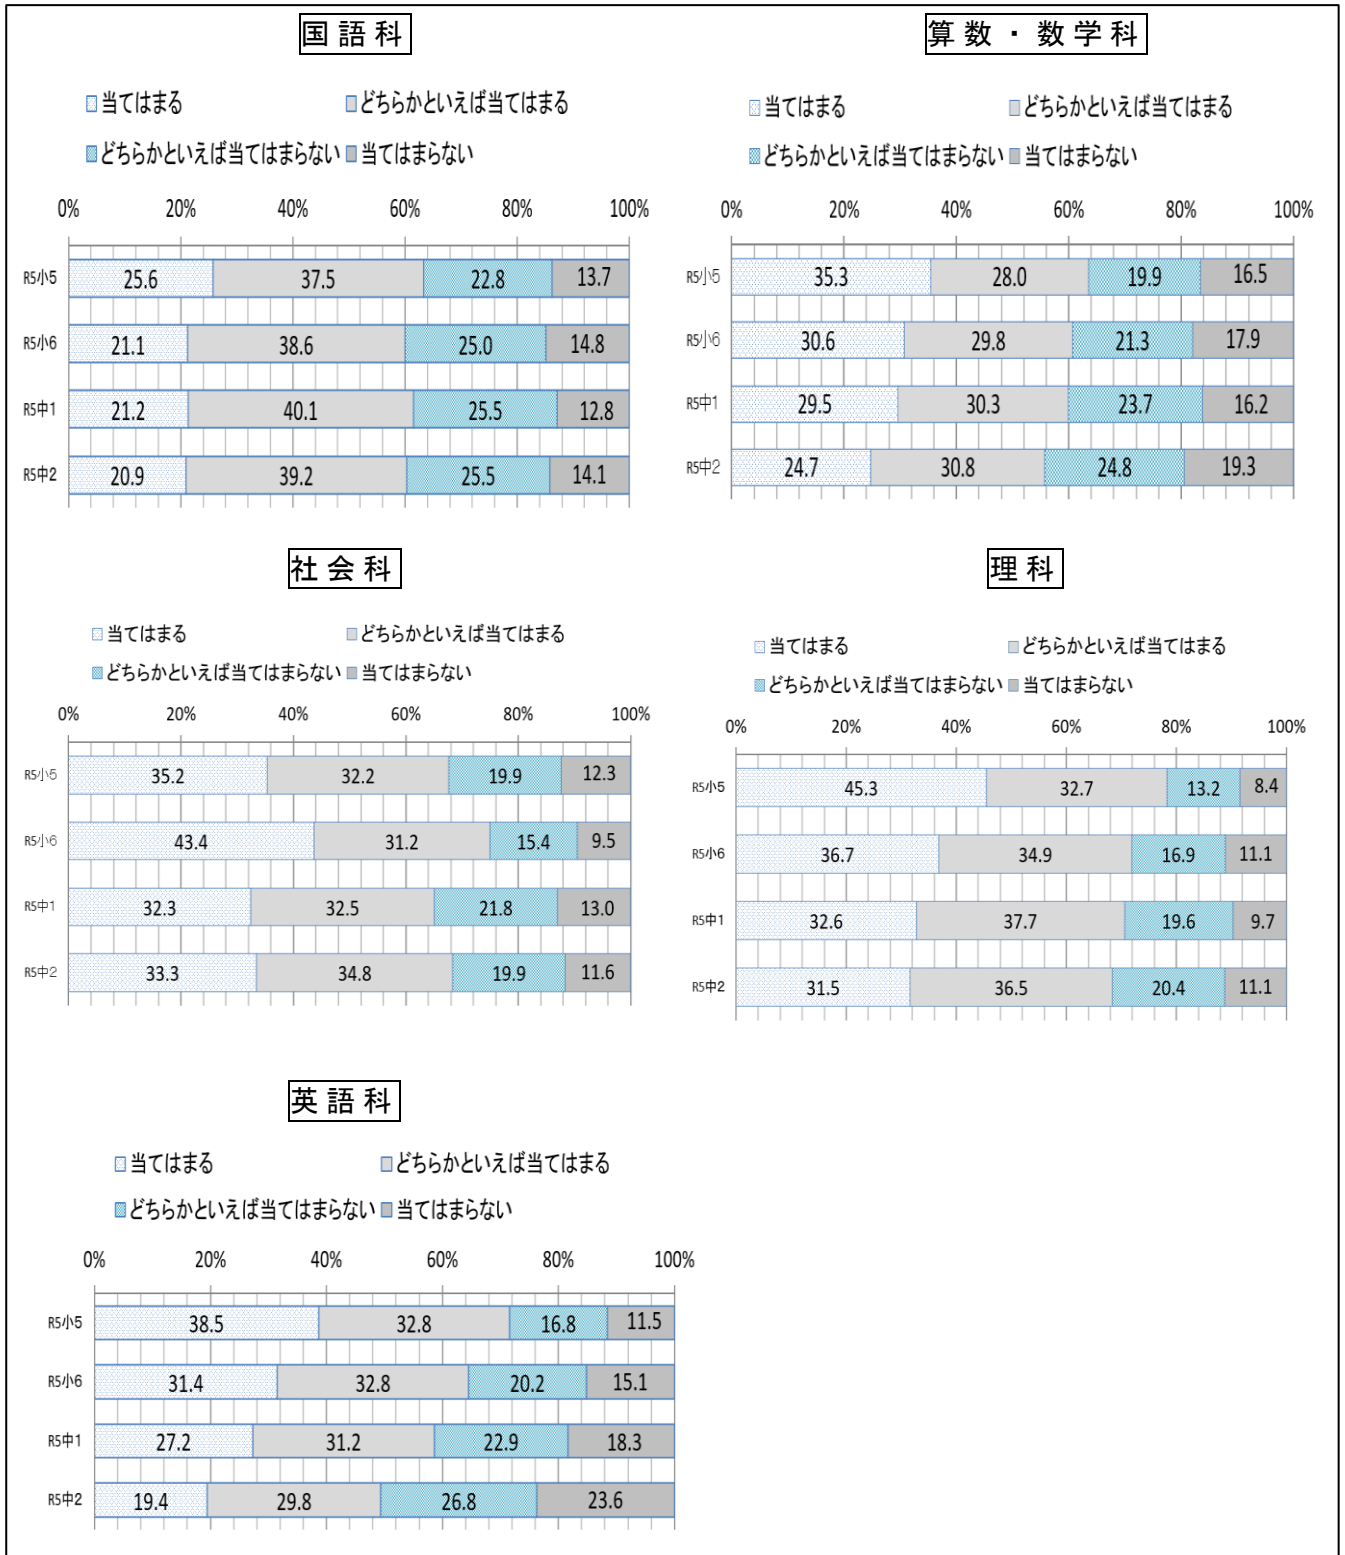 国語科
当てはまる どちらかといえば当てはまる
どちらかといえば当てはまらない 当てはまらない
0% 20% 40% 60% 80% 100%
R5小5 25.6 37.5 22.8 13.7
R5小6 21.1 38.6 25.0 14.8
R5中1 21.2 40.1 25.5 12.8
R5中2 20.9 39.2 25.5 14.1
算数・数学科
当てはまる どちらかといえば当てはまる
どちらかといえば当てはまらない 当てはまらない
0% 20% 40% 60% 80% 100%
R5小5 35.3 28.0 19.9 16.5
R5小6 30.6 29.8 21.3 17.9
R5中1 29.5 30.3 23.7 16.2
R5中2 24.7 30.8 24.8 19.3
社会科
当てはまる どちらかといえば当てはまる
どちらかといえば当てはまらない 当てはまらない
0% 20% 40% 60% 80% 100%
R5小5 35.2 32.2 19.9 12.3
R5小6 43.4 31.2 15.4 9.5
R5中1 32.3 32.5 21.8 13.0
R5中2 33.3 34.8 19.9 11.6
理科
当てはまる どちらかといえば当てはまる
どちらかといえば当てはまらない 当てはまらない
0% 20% 40% 60% 80% 100%
R5小5 45.3 32.7 13.2 8.4
R5小6 36.7 34.9 16.9 11.1
R5中1 32.6 37.7 19.6 9.7
R5中2 31.5 36.5 20.4 11.1
英語科
当てはまる どちらかといえば当てはまる
どちらかといえば当てはまらない 当てはまらない
0% 20% 40% 60% 80% 100%
R5小5 38.5 32.8 16.8 11.5
R5小6 31.4 32.8 20.2 15.1
R5中1 27.2 31.2 22.9 18.3
R5中2 19.4 29.8 26.8 23.6